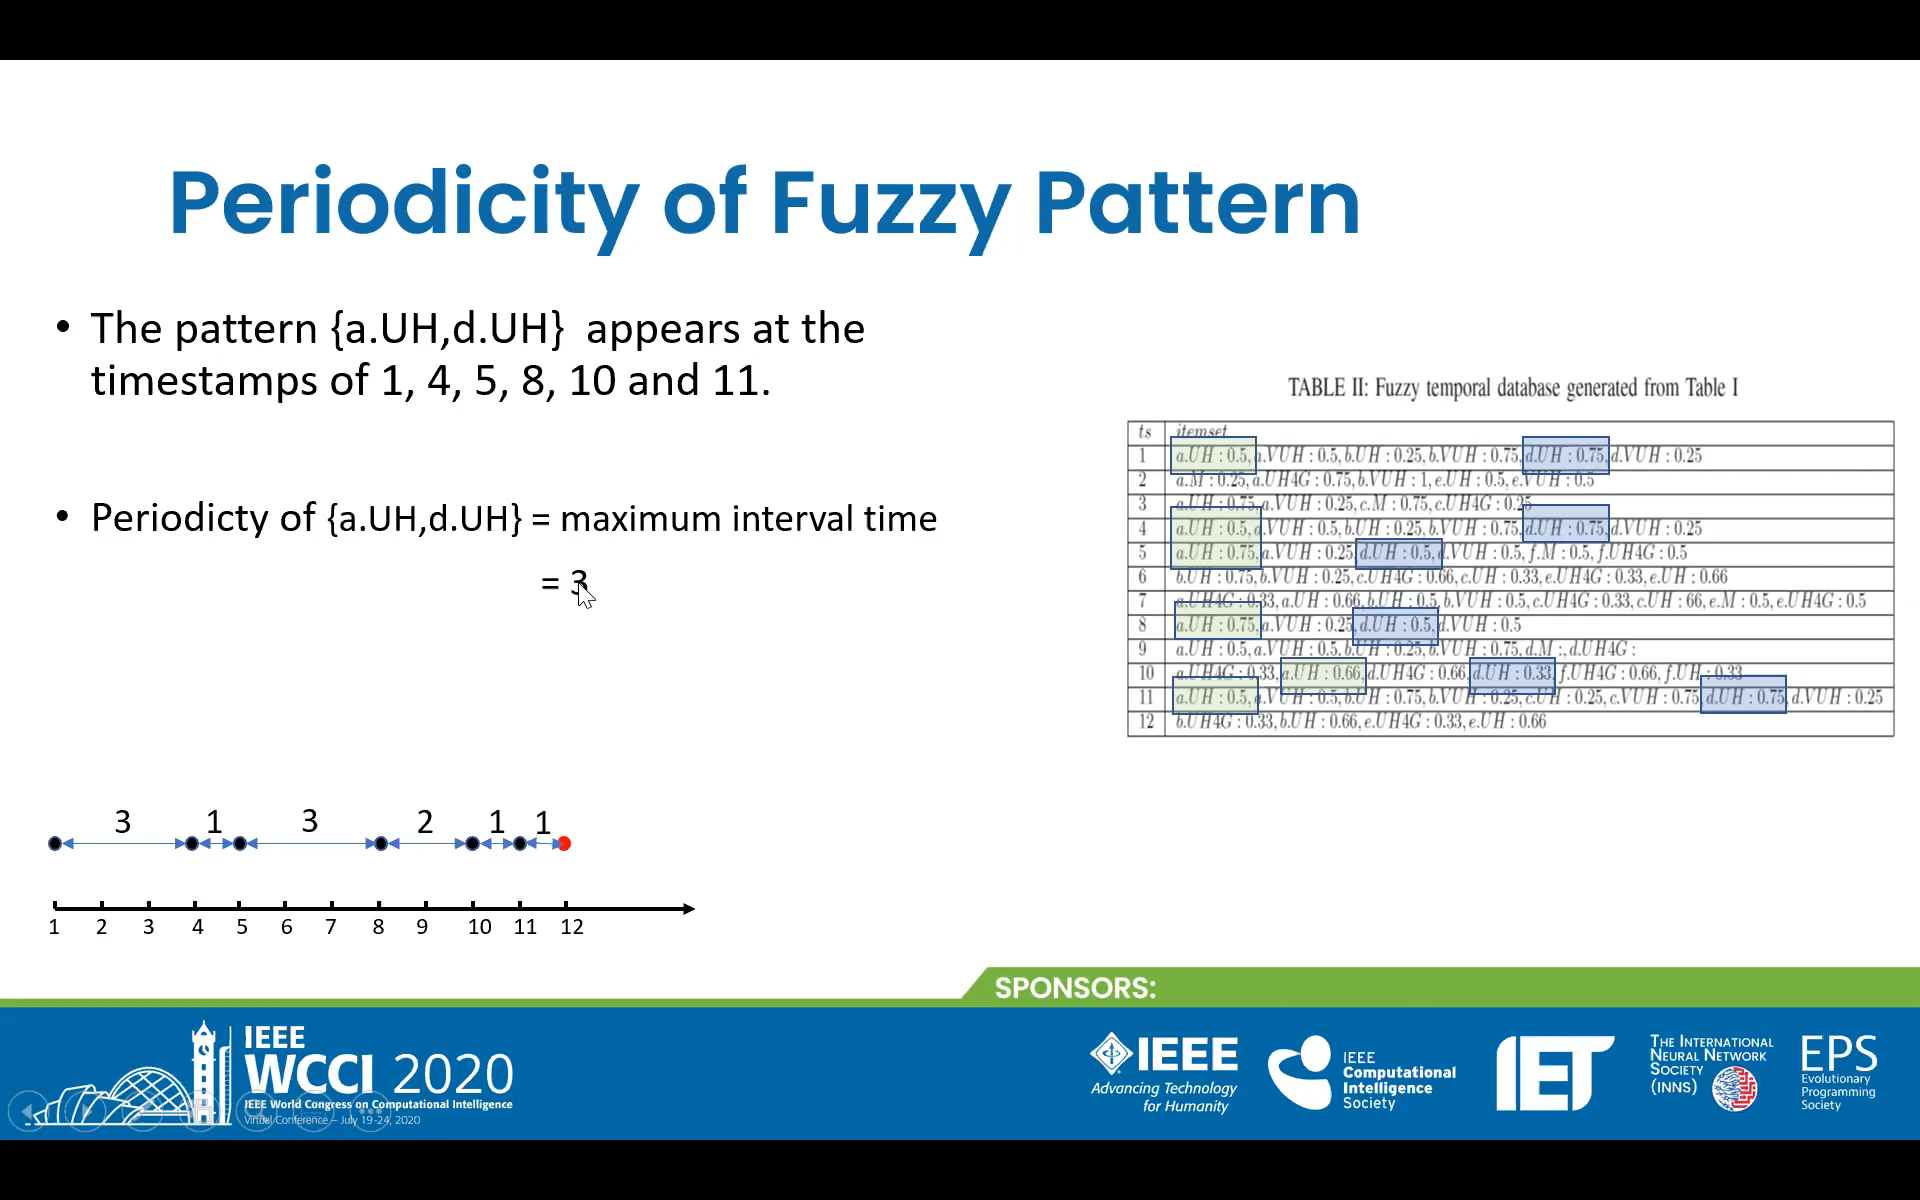 Periodicity of Fuzzy Pattern
• The pattern {a.UH,d.UH} appears at the
timestamps of 1, 4, 5, 8, 10 and 11.
• Periodicty of {a.UH,d.UH} = maximum interval time
= 3
TABLE II: Fuzzy temporal database generated from Table I
ts itemset
1 a.UH : 0.5, a.VUH : 0.5, b.UH : 0.25, b.VUH : 0.75, d.UH : 0.75, d.VUH : 0.25
2 a.M : 0.25, a.UH4G : 0.75, b.VUH : 1, e.UH : 0.5, e.VUH : 0.5
3 a.UH : 0.75, a.VUH : 0.25, c.M : 0.75, c.UH4G : 0.25
4 a.UH : 0.5, a.VUH : 0.5, b.UH : 0.25, b.VUH : 0.75, d.UH : 0.75, d.VUH : 0.25
5 a.UH : 0.75, a.VUH : 0.25, d.UH : 0.5, d.VUH : 0.5, f.M : 0.5, f.UH4G : 0.5
6 b.UH : 0.75, b.VUH : 0.25, c.UH4G : 0.66, c.UH : 0.33, e.UH4G : 0.33, e.UH : 0.66
7 a.UH4G : 0.33, a.UH : 0.66, b.UH : 0.5, b.VUH : 0.5, c.UH4G : 0.33, c.UH : 66, e.M : 0.5, e.UH4G : 0.5
8 a.UH : 0.75, a.VUH : 0.25, d.UH : 0.5, d.VUH : 0.5
9 a.UH : 0.5, a.VUH : 0.5, b.UH : 0.25, b.VUH : 0.75, d.M :, d.UH4G :
10 a.UH4G : 0.33, a.UH : 0.66, d.UH4G : 0.66, d.UH : 0.33, f.UH4G : 0.66, f.UH : 0.33
11 a.UH : 0.5, a.VUH : 0.5, b.UH : 0.75, b.VUH : 0.25, c.UH : 0.25, c.VUH : 0.75, d.UH : 0.75, d.VUH : 0.25
12 b.UH4G : 0.33, b.UH : 0.66, e.UH4G : 0.33, e.UH : 0.66
3 1 3 2 1 1
1 2 3 4 5 6 7 8 9 10 11 12
SPONSORS:
IEEE
WCCI 2020
IEEE World Congress on Computational Intelligence
Virtual Conference – July 19-24, 2020
IEEE
Advancing Technology
for Humanity
IEEE
Computational
Intelligence
Society
IET
THE INTERNATIONAL
NEURAL NETWORK
SOCIETY
(INNS)
EPS
Evolutionary
Programming
Society